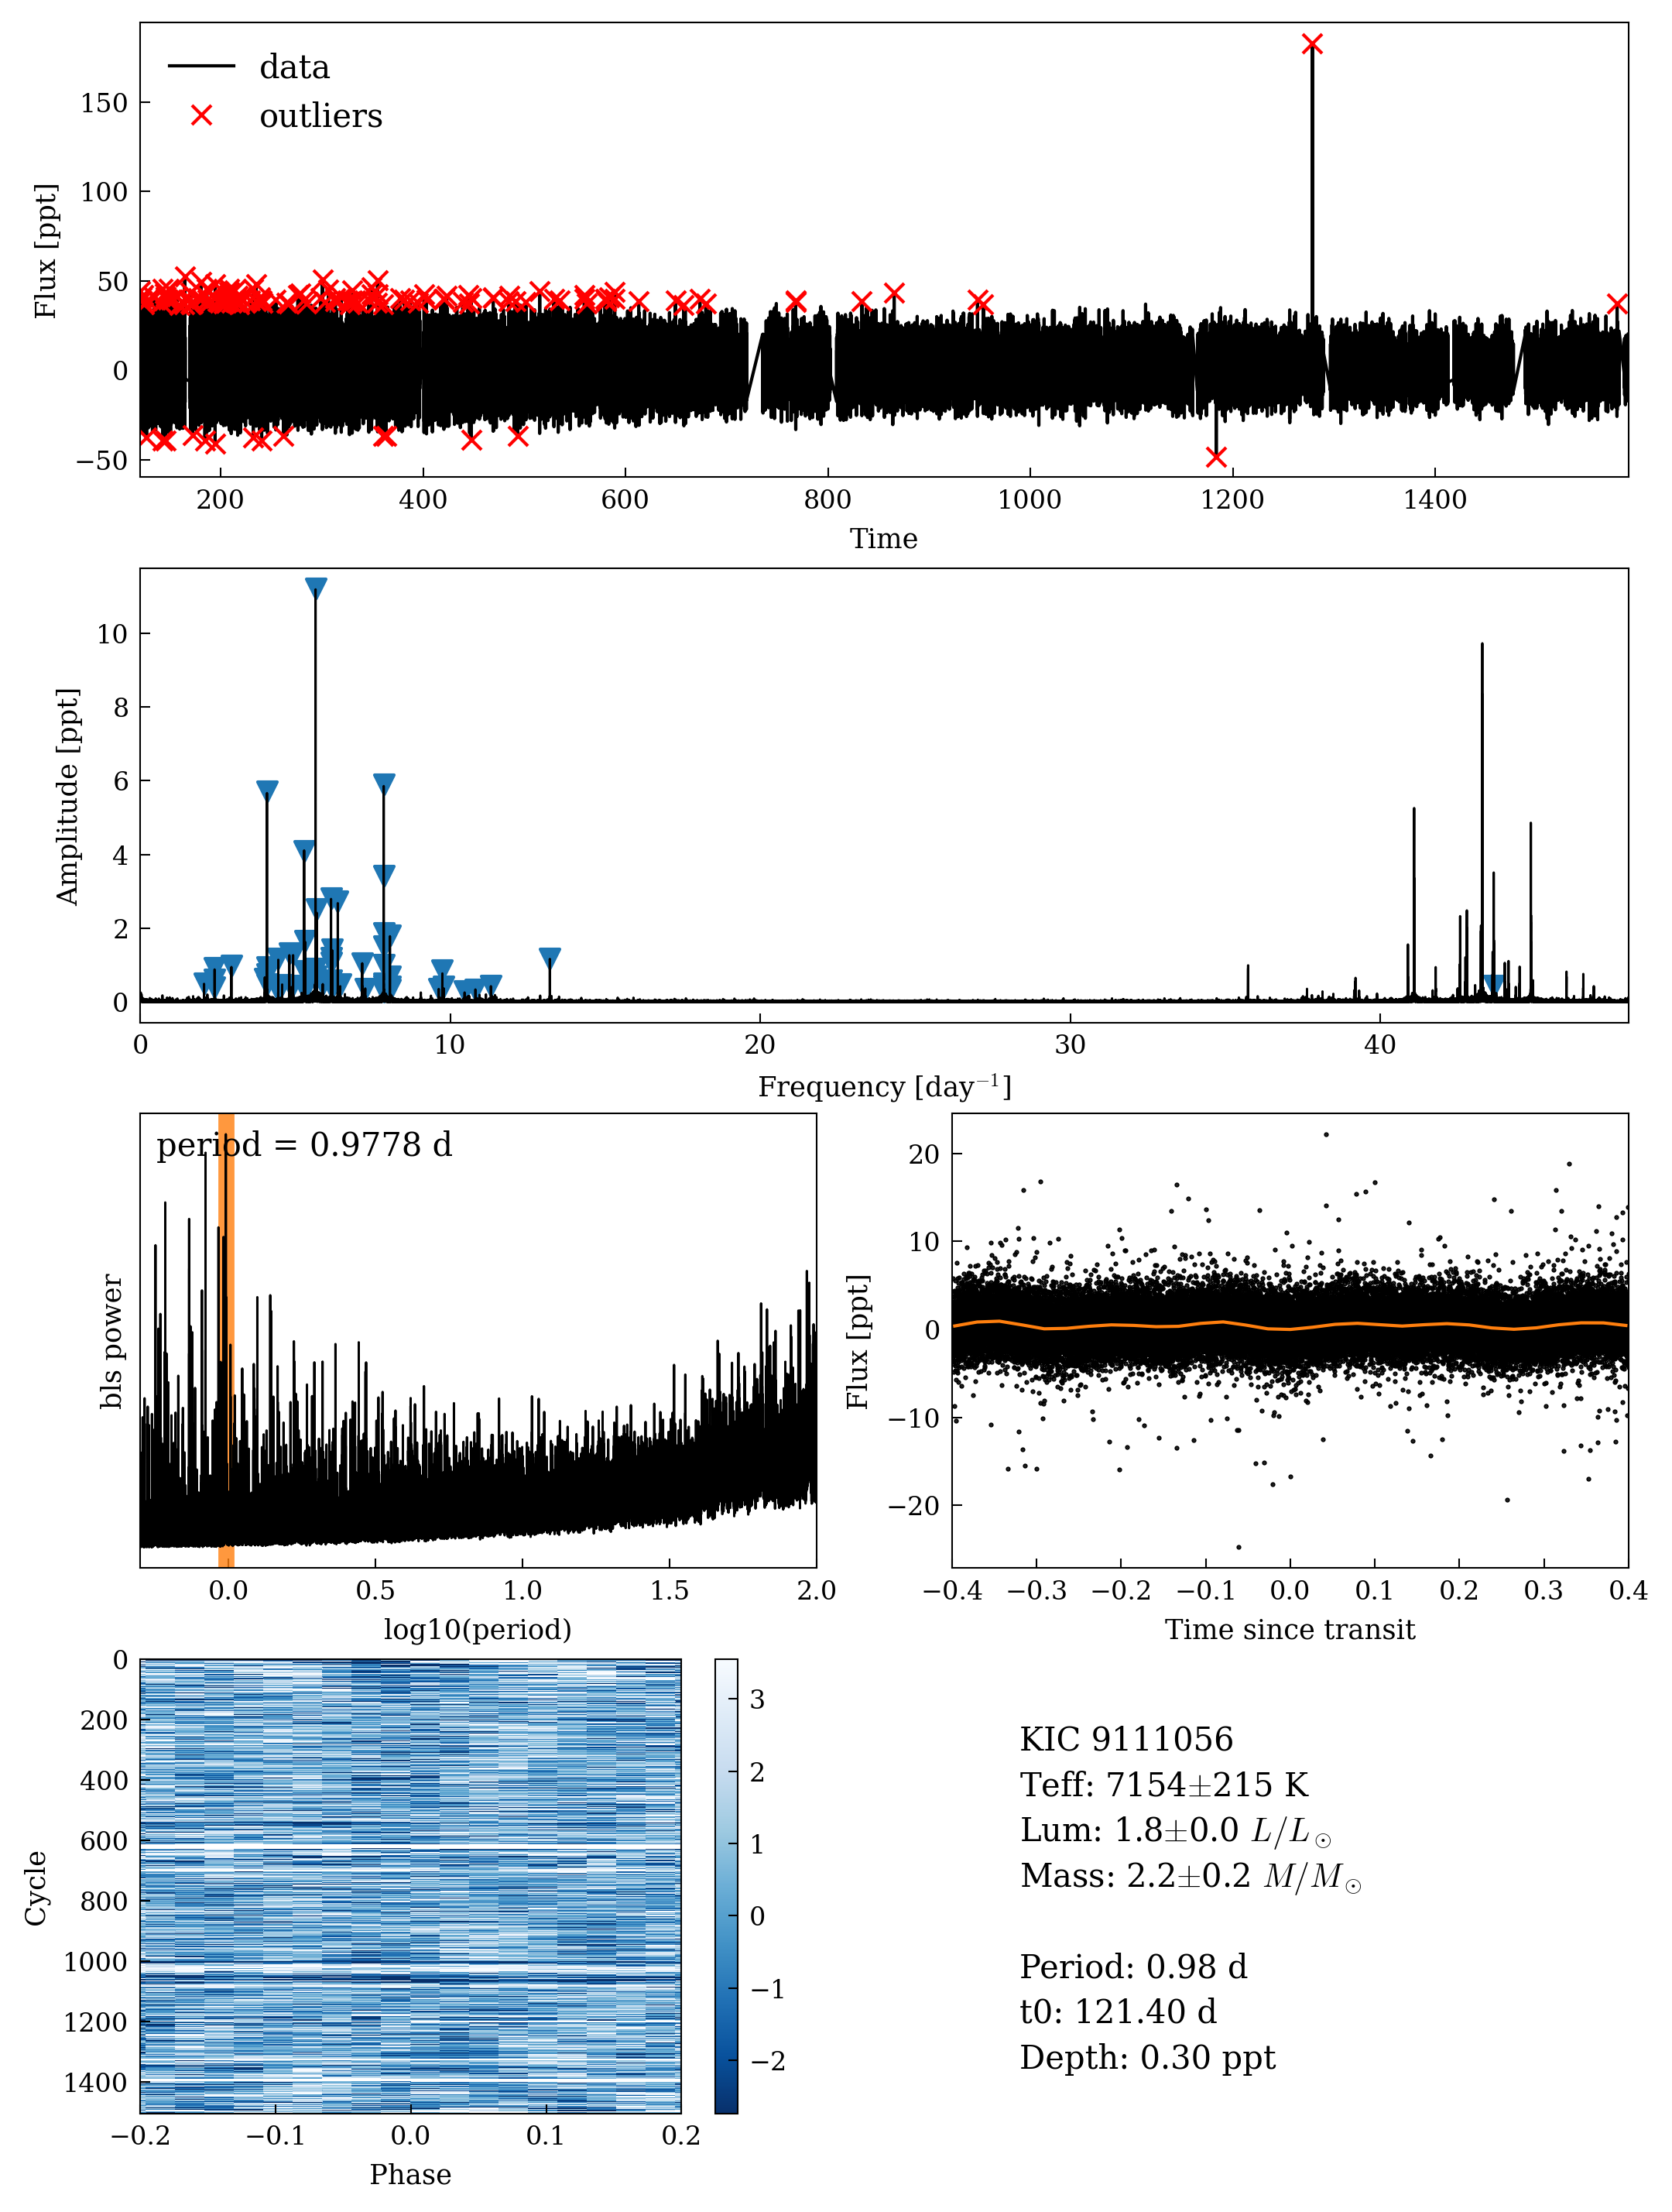 data
outliers
Flux [ppt]
150
100
50
0
−50
200 400 600 800 1000 1200 1400
Time
Amplitude [ppt]
10
8
6
4
2
0
0 10 20 30 40
Frequency [day⁻¹]
period = 0.9778 d
bls power
0.0 0.5 1.0 1.5 2.0
log10(period)
Flux [ppt]
20
10
0
−10
−20
−0.4 −0.3 −0.2 −0.1 0.0 0.1 0.2 0.3 0.4
Time since transit
Cycle
0
200
400
600
800
1000
1200
1400
−0.2 −0.1 0.0 0.1 0.2
Phase
3
2
1
0
−1
−2
KIC 9111056
Teff: 7154±215 K
Lum: 1.8±0.0 L/L⊙
Mass: 2.2±0.2 M/M⊙
Period: 0.98 d
t0: 121.40 d
Depth: 0.30 ppt